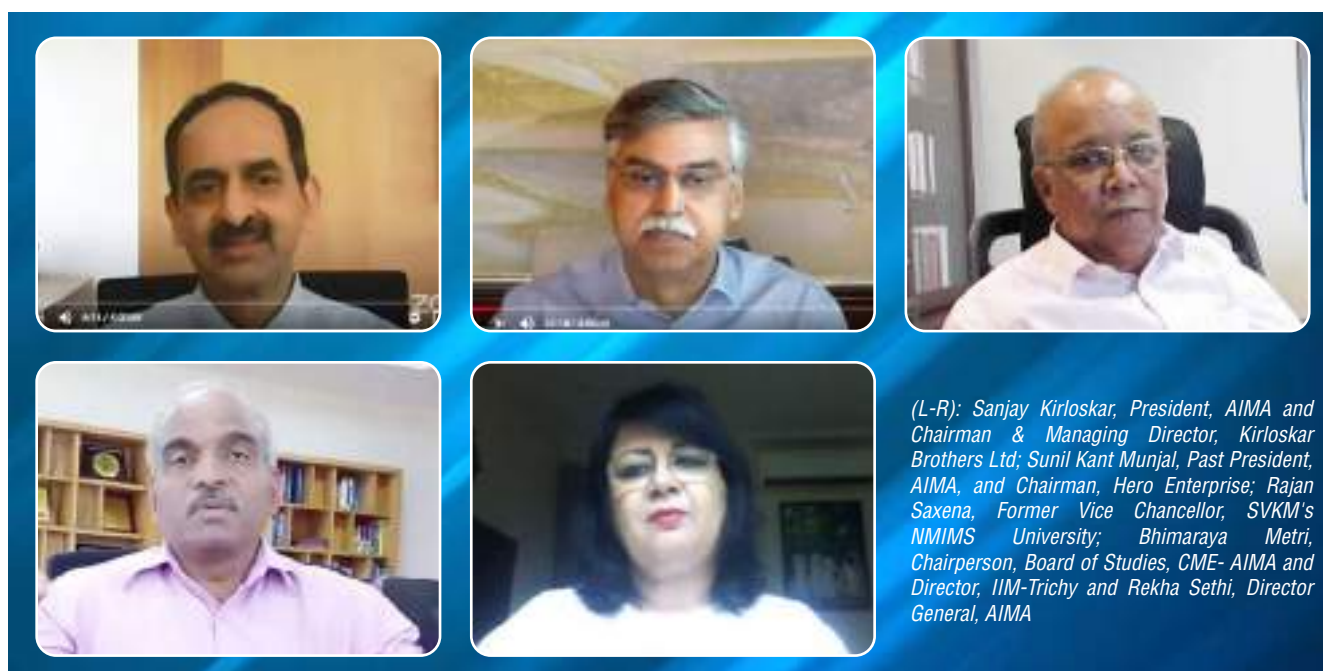 (L-R): Sanjay Kirloskar, President, AIMA and
Chairman & Managing Director, Kirloskar
Brothers Ltd; Sunil Kant Munjal, Past President,
AIMA, and Chairman, Hero Enterprise; Rajan
Saxena, Former Vice Chancellor, SVKM's
NMIMS University; Bhimaraya Metri,
Chairperson, Board of Studies, CME- AIMA and
Director, IIM-Trichy and Rekha Sethi, Director
General, AIMA